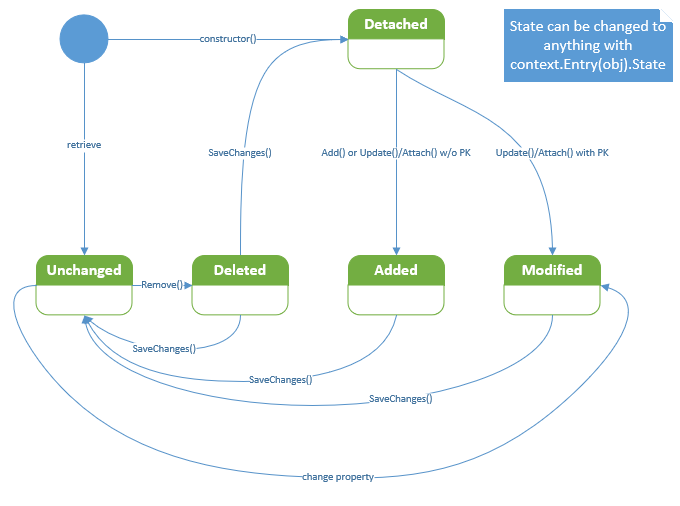 Detached
State can be changed to
anything with
context.Entry(obj).State
constructor()
retrieve
SaveChanges()
Add() or Update()/Attach() w/o PK
Update()/Attach() with PK
Unchanged
Remove()
Deleted
Added
Modified
SaveChanges()
SaveChanges()
SaveChanges()
change property